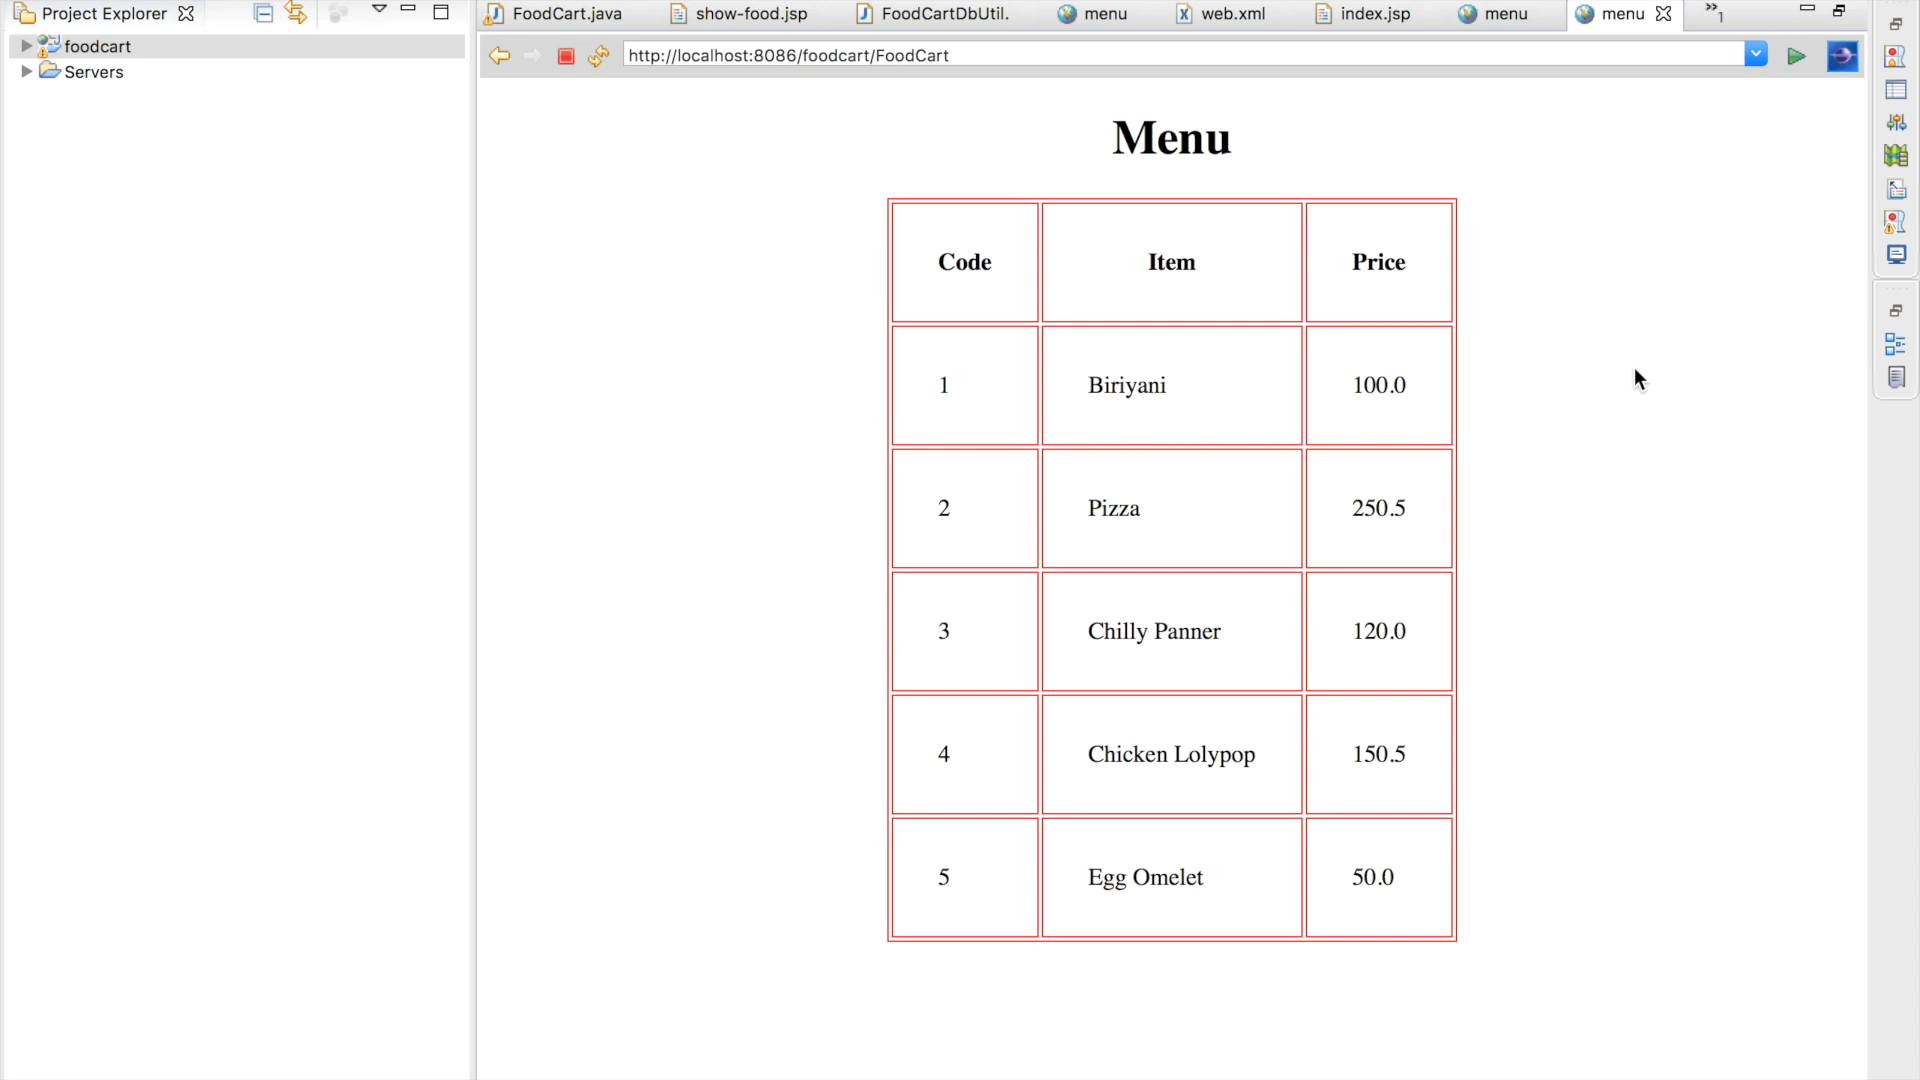 Project Explorer
foodcart
Servers
FoodCart.java
show-food.jsp
FoodCartDbUtil.
menu
web.xml
index.jsp
menu
menu
»1
http://localhost:8086/foodcart/FoodCart
Menu
Code Item Price
1 Biriyani 100.0
2 Pizza 250.5
3 Chilly Panner 120.0
4 Chicken Lolypop 150.5
5 Egg Omelet 50.0